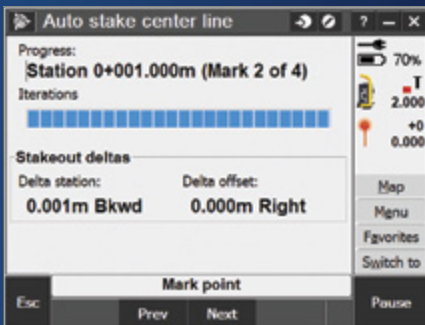 Auto stake center line
? – X
Progress:
Station 0+001.000m (Mark 2 of 4)
Iterations
Stakeout deltas
Delta station:
Delta offset:
0.001m Bkwd
0.000m Right
Mark point
Esc
Prev
Next
70%
T
2.000
+0
0.000
Map
Menu
Favorites
Switch to
Pause